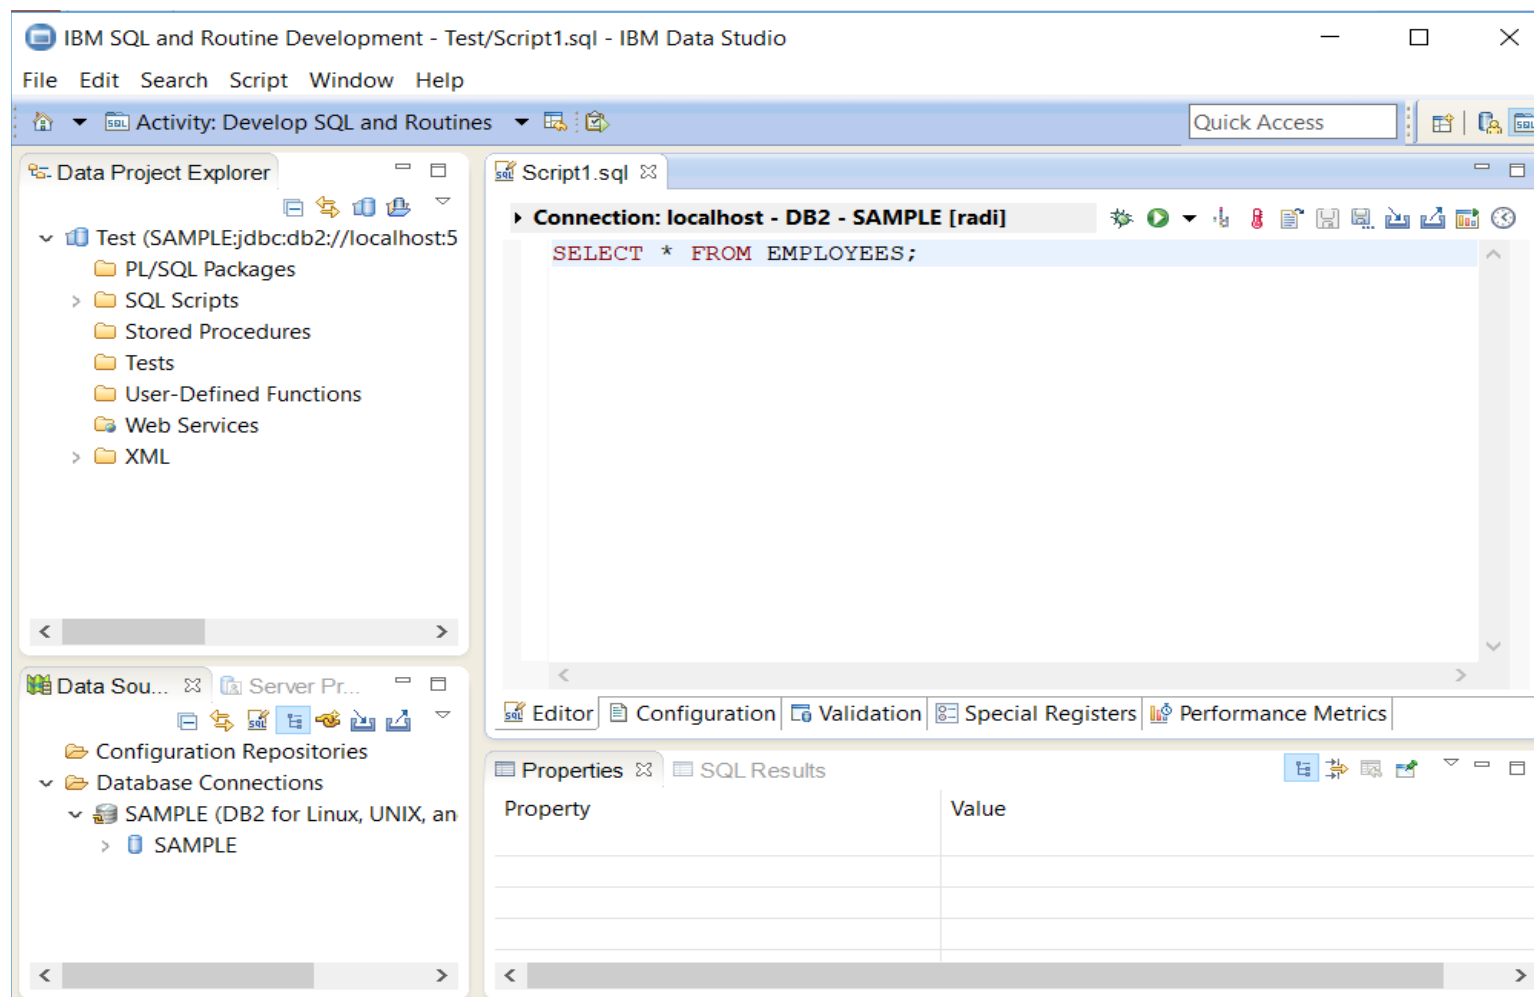 IBM SQL and Routine Development - Test/Script1.sql - IBM Data Studio
File Edit Search Script Window Help
Activity: Develop SQL and Routines
Quick Access
Data Project Explorer
Test (SAMPLE:jdbc:db2://localhost:5
PL/SQL Packages
SQL Scripts
Stored Procedures
Tests
User-Defined Functions
Web Services
XML
Script1.sql
Connection: localhost - DB2 - SAMPLE [radi]
SELECT * FROM EMPLOYEES;
Editor Configuration Validation Special Registers Performance Metrics
Data Sou... Server Pr...
Configuration Repositories
Database Connections
SAMPLE (DB2 for Linux, UNIX, an
SAMPLE
Properties SQL Results
Property Value